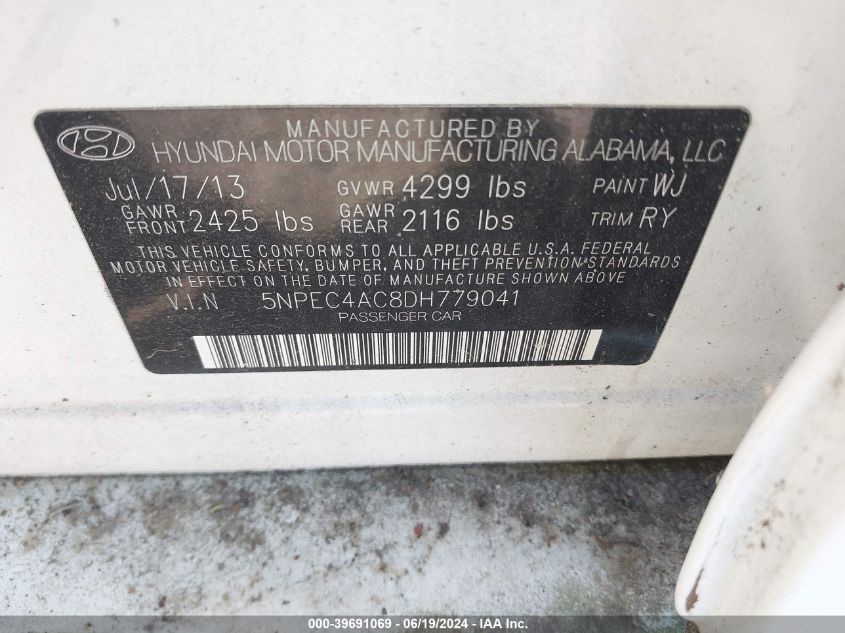 MANUFACTURED BY
HYUNDAI MOTOR MANUFACTURING ALABAMA, LLC
Jul/17/13 GVWR 4299 lbs PAINT WJ
GAWR FRONT 2425 lbs GAWR REAR 2116 lbs TRIM RY
THIS VEHICLE CONFORMS TO ALL APPLICABLE U.S.A. FEDERAL
MOTOR VEHICLE SAFETY, BUMPER, AND THEFT PREVENTION STANDARDS
IN EFFECT ON THE DATE OF MANUFACTURE SHOWN ABOVE
V.I.N 5NPEC4AC8DH779041
PASSENGER CAR
000-39691069 / 06/19/2024 - IAA Inc.